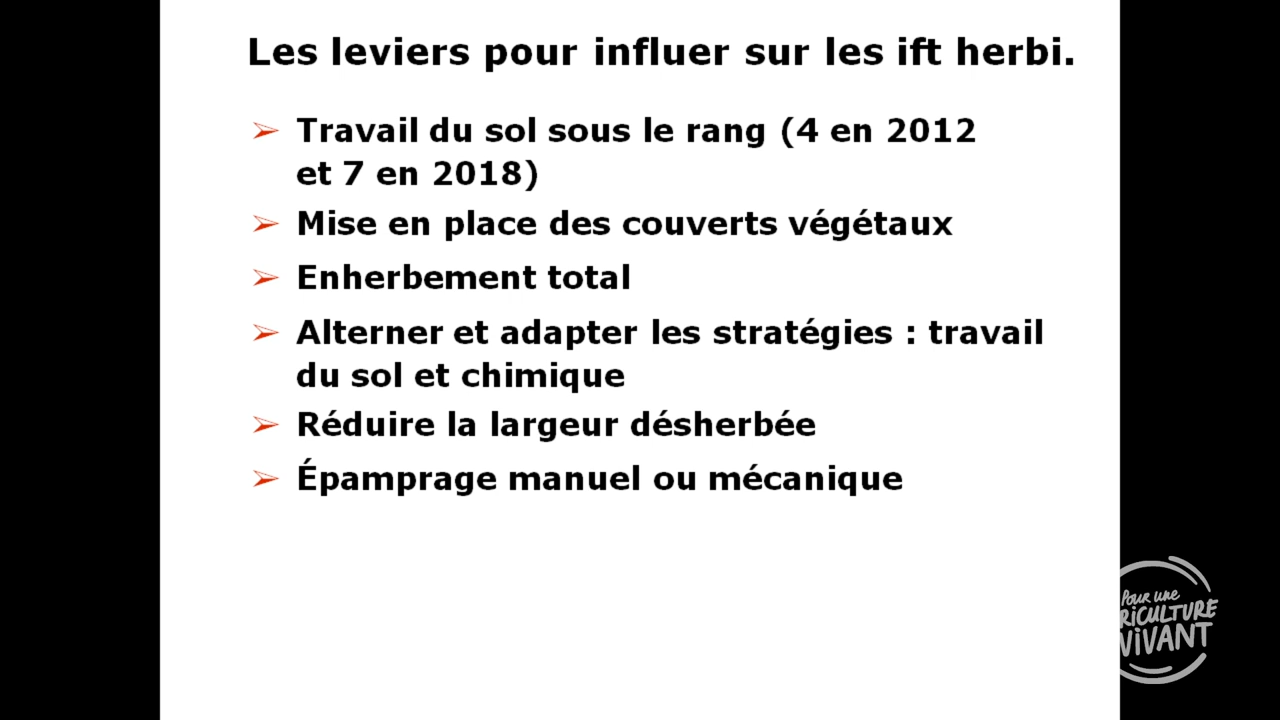 Les leviers pour influer sur les ift herbi.
➢ Travail du sol sous le rang (4 en 2012
et 7 en 2018)
➢ Mise en place des couverts végétaux
➢ Enherbement total
➢ Alterner et adapter les stratégies : travail
du sol et chimique
➢ Réduire la largeur désherbée
➢ Épamprage manuel ou mécanique
Pour une
RICULTURE
VIVANT